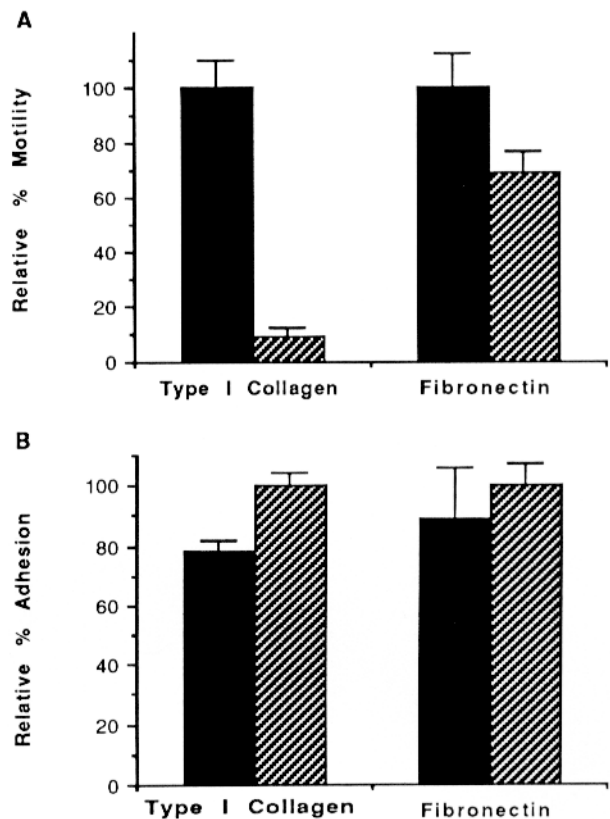 A
Relative % Motility
100
80
60
40
20
0
Type I Collagen
Fibronectin
B
Relative % Adhesion
100
80
60
40
20
0
Type I Collagen
Fibronectin